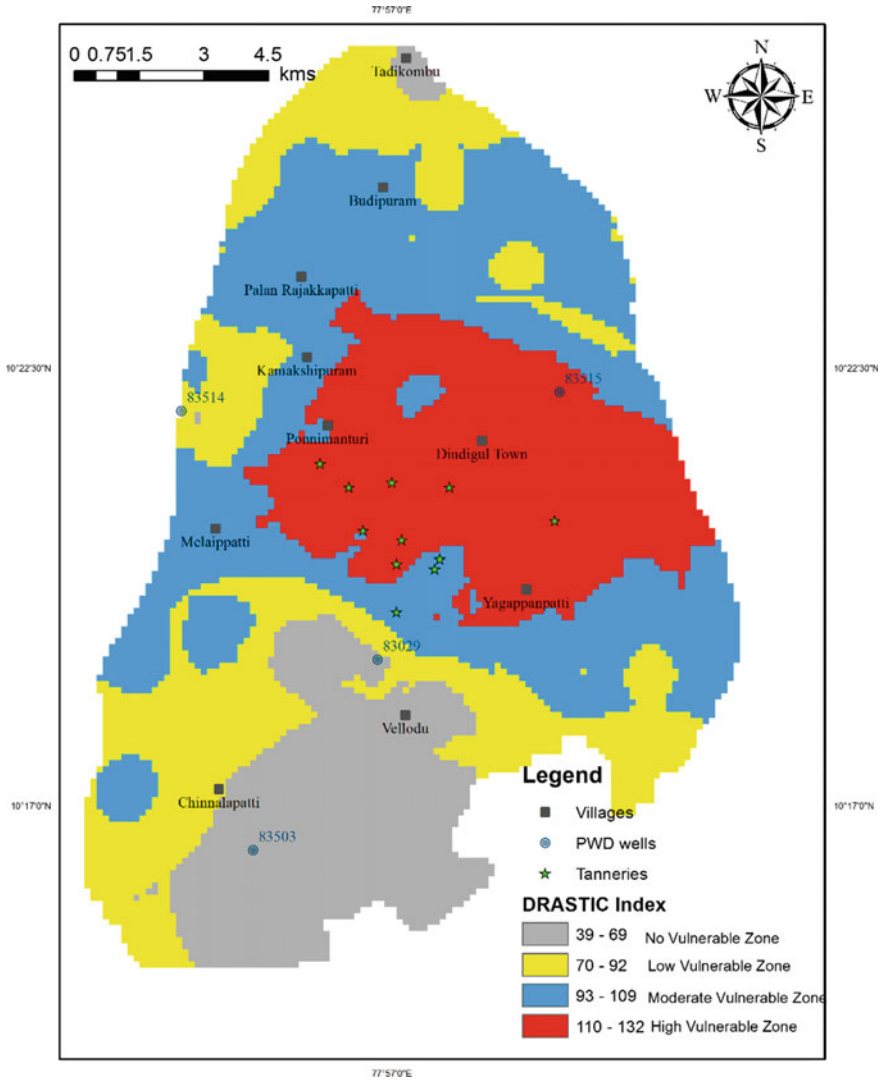 77°57'0"E
0 0.751.5 3 4.5
kms
N
W E
S
Tadikombu
Budipuram
Palan Rajakkapatti
10°22'30"N
10°22'30"N
Kamakshipuram
83515
83514
Ponnimanturi
Dindigul Town
Mclaippatti
Yagappanpatti
83029
Vellodu
Chinnalapatti
10°17'0"N
10°17'0"N
83503
Legend
Villages
PWD wells
Tanneries
DRASTIC Index
39 - 69 No Vulnerable Zone
70 - 92 Low Vulnerable Zone
93 - 109 Moderate Vulnerable Zone
110 - 132 High Vulnerable Zone
77°57'0"E